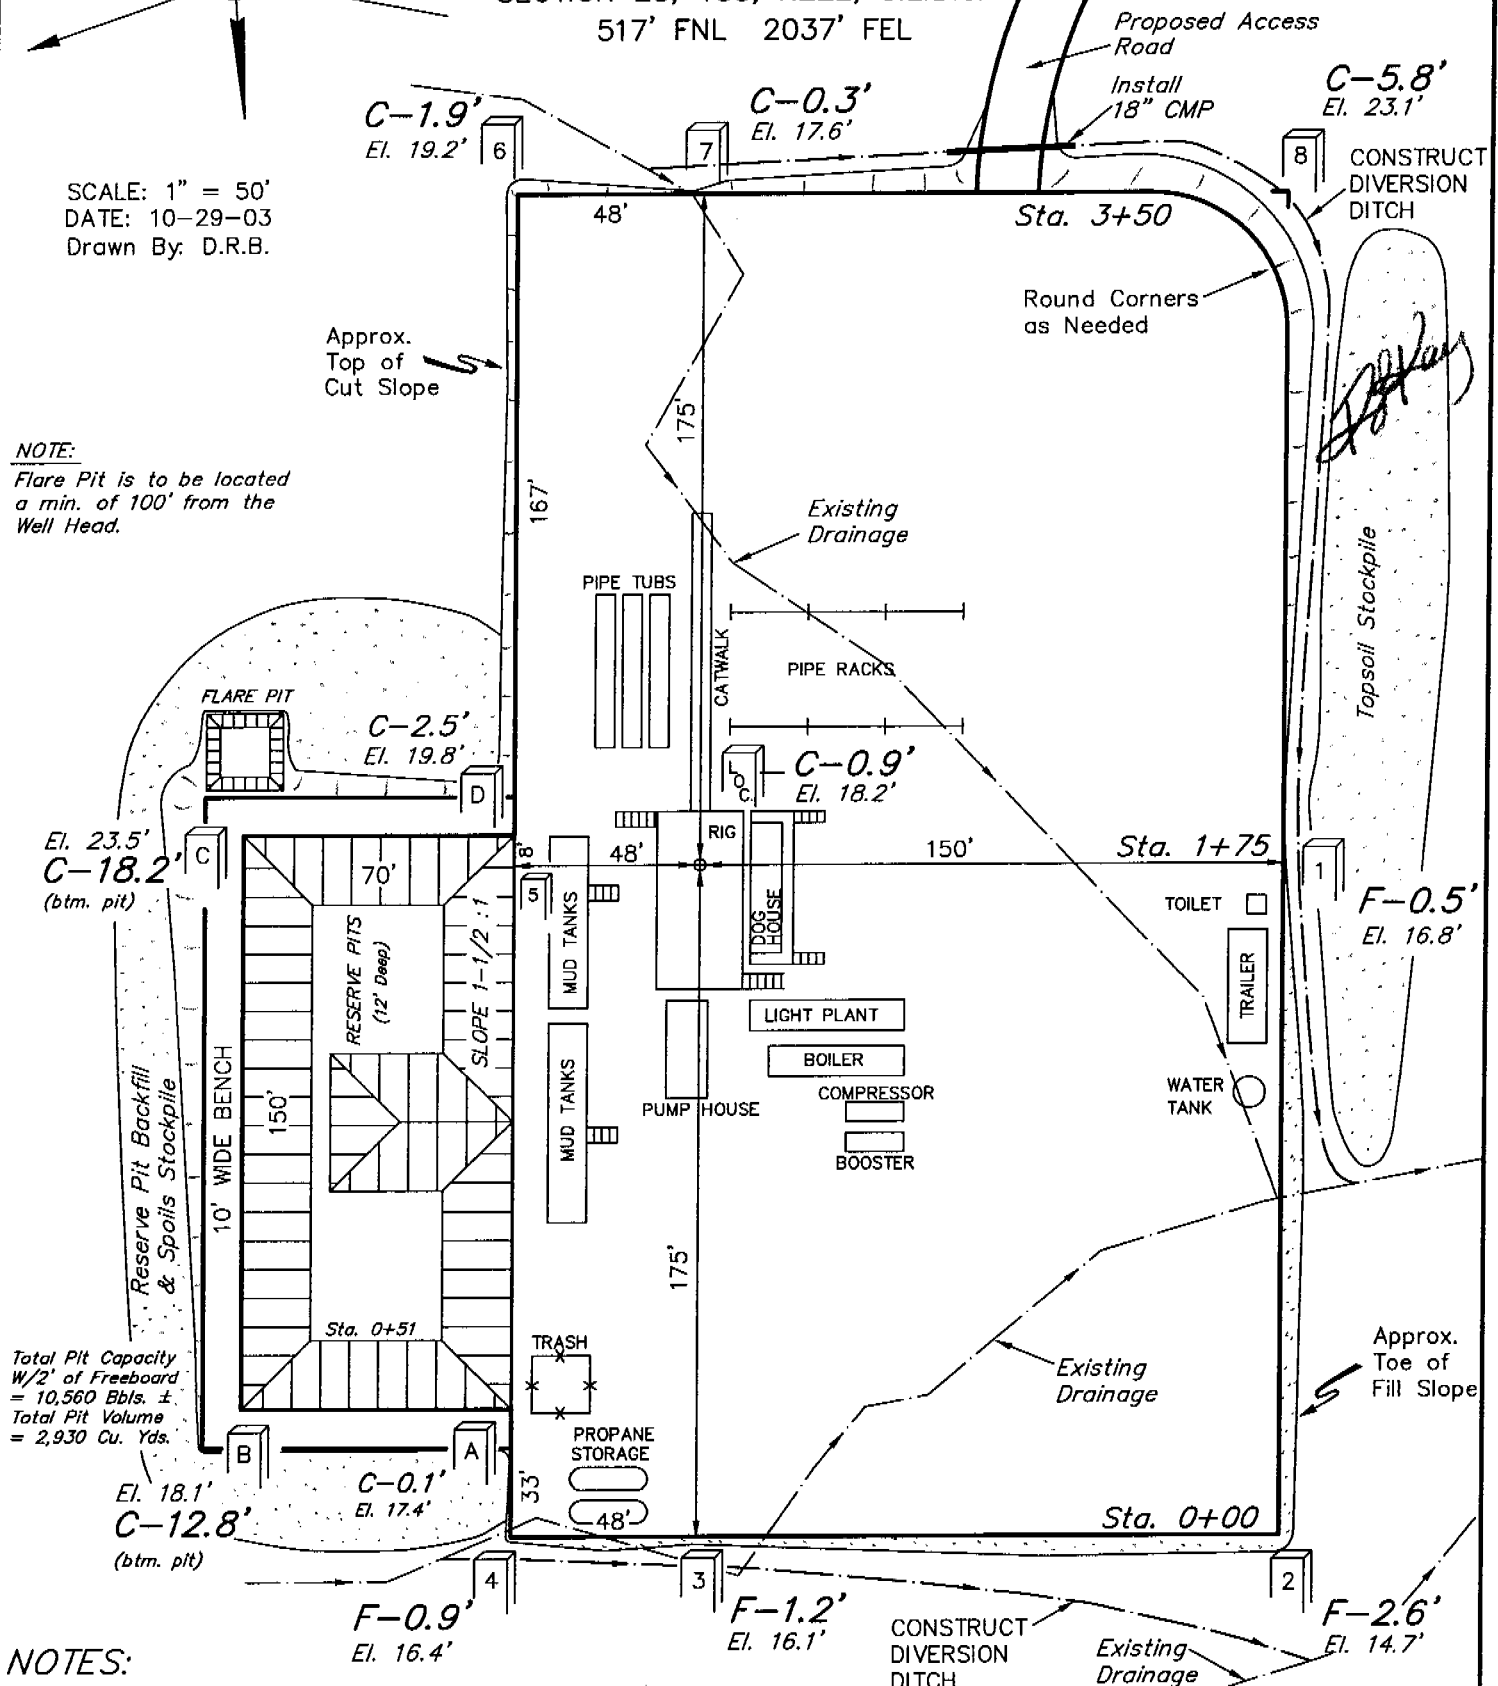 517' FNL 2037' FEL
Proposed Access
Road
Install
18" CMP
C-5.8'
El. 23.1'
C-1.9'
El. 19.2'
6
C-0.3'
El. 17.6'
7
8
CONSTRUCT
DIVERSION
DITCH
SCALE: 1" = 50'
DATE: 10-29-03
Drawn By: D.R.B.
48'
Sta. 3+50
Round Corners
as Needed
Approx.
Top of
Cut Slope
175'
167'
NOTE:
Flare Pit is to be located
a min. of 100' from the
Well Head.
Existing
Drainage
Topsoil Stockpile
PIPE TUBS
CATWALK
PIPE RACKS
FLARE PIT
C-2.5'
El. 19.8'
D
L
O
C.
C-0.9'
El. 18.2'
El. 23.5'
C-18.2'
(btm. pit)
C
70'
8'
48'
RIG
150'
Sta. 1+75
1
F-0.5'
El. 16.8'
5
MUD TANKS
DOG
HOUSE
TOILET
TRAILER
RESERVE PITS
(12' Deep)
SLOPE 1-1/2 :1
LIGHT PLANT
BOILER
COMPRESSOR
BOOSTER
PUMP HOUSE
MUD TANKS
WATER
TANK
10' WIDE BENCH
150'
Reserve Pit Backfill
& Spoils Stockpile
175'
Sta. 0+51
TRASH
Total Pit Capacity
W/2' of Freeboard
= 10,560 Bbls. ±
Total Pit Volume
= 2,930 Cu. Yds.
Existing
Drainage
Approx.
Toe of
Fill Slope
PROPANE
STORAGE
B
A
El. 18.1'
C-12.8'
(btm. pit)
C-0.1'
El. 17.4'
33'
48'
Sta. 0+00
4
3
2
F-0.9'
El. 16.4'
F-1.2'
El. 16.1'
F-2.6'
El. 14.7'
CONSTRUCT
DIVERSION
DITCH
Existing
Drainage
NOTES: